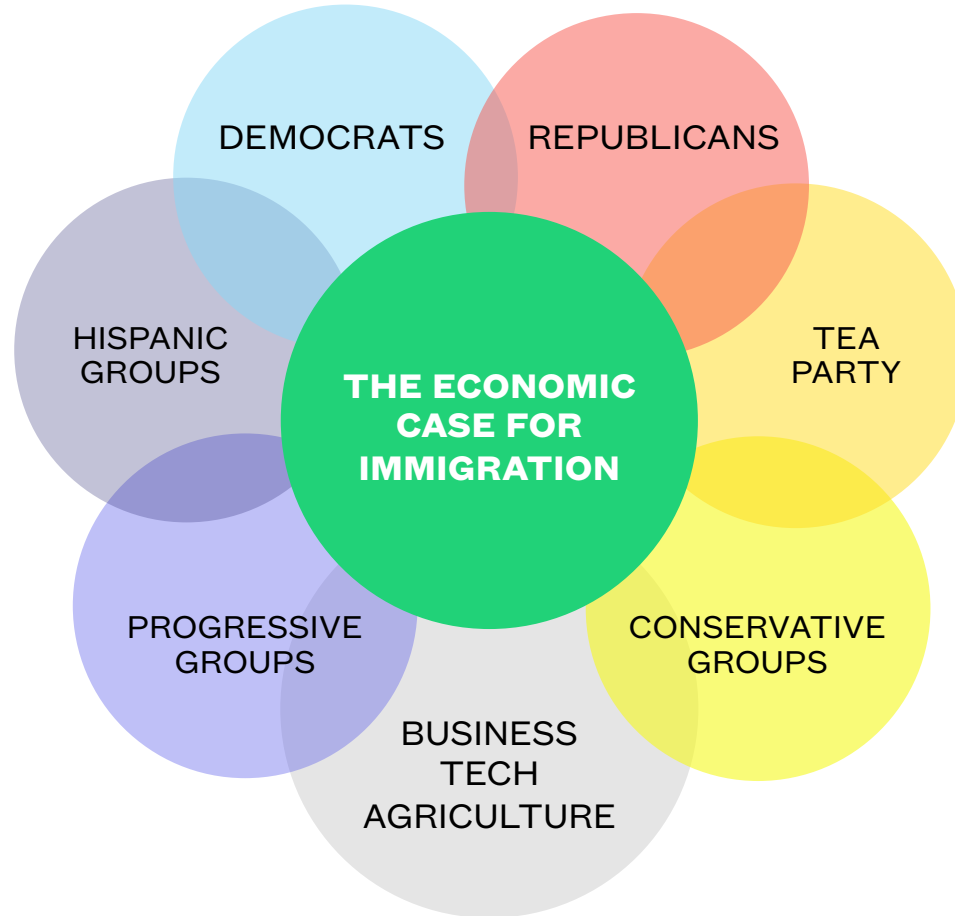 DEMOCRATS
REPUBLICANS
HISPANIC
GROUPS
THE ECONOMIC
CASE FOR
IMMIGRATION
TEA
PARTY
PROGRESSIVE
GROUPS
CONSERVATIVE
GROUPS
BUSINESS
TECH
AGRICULTURE